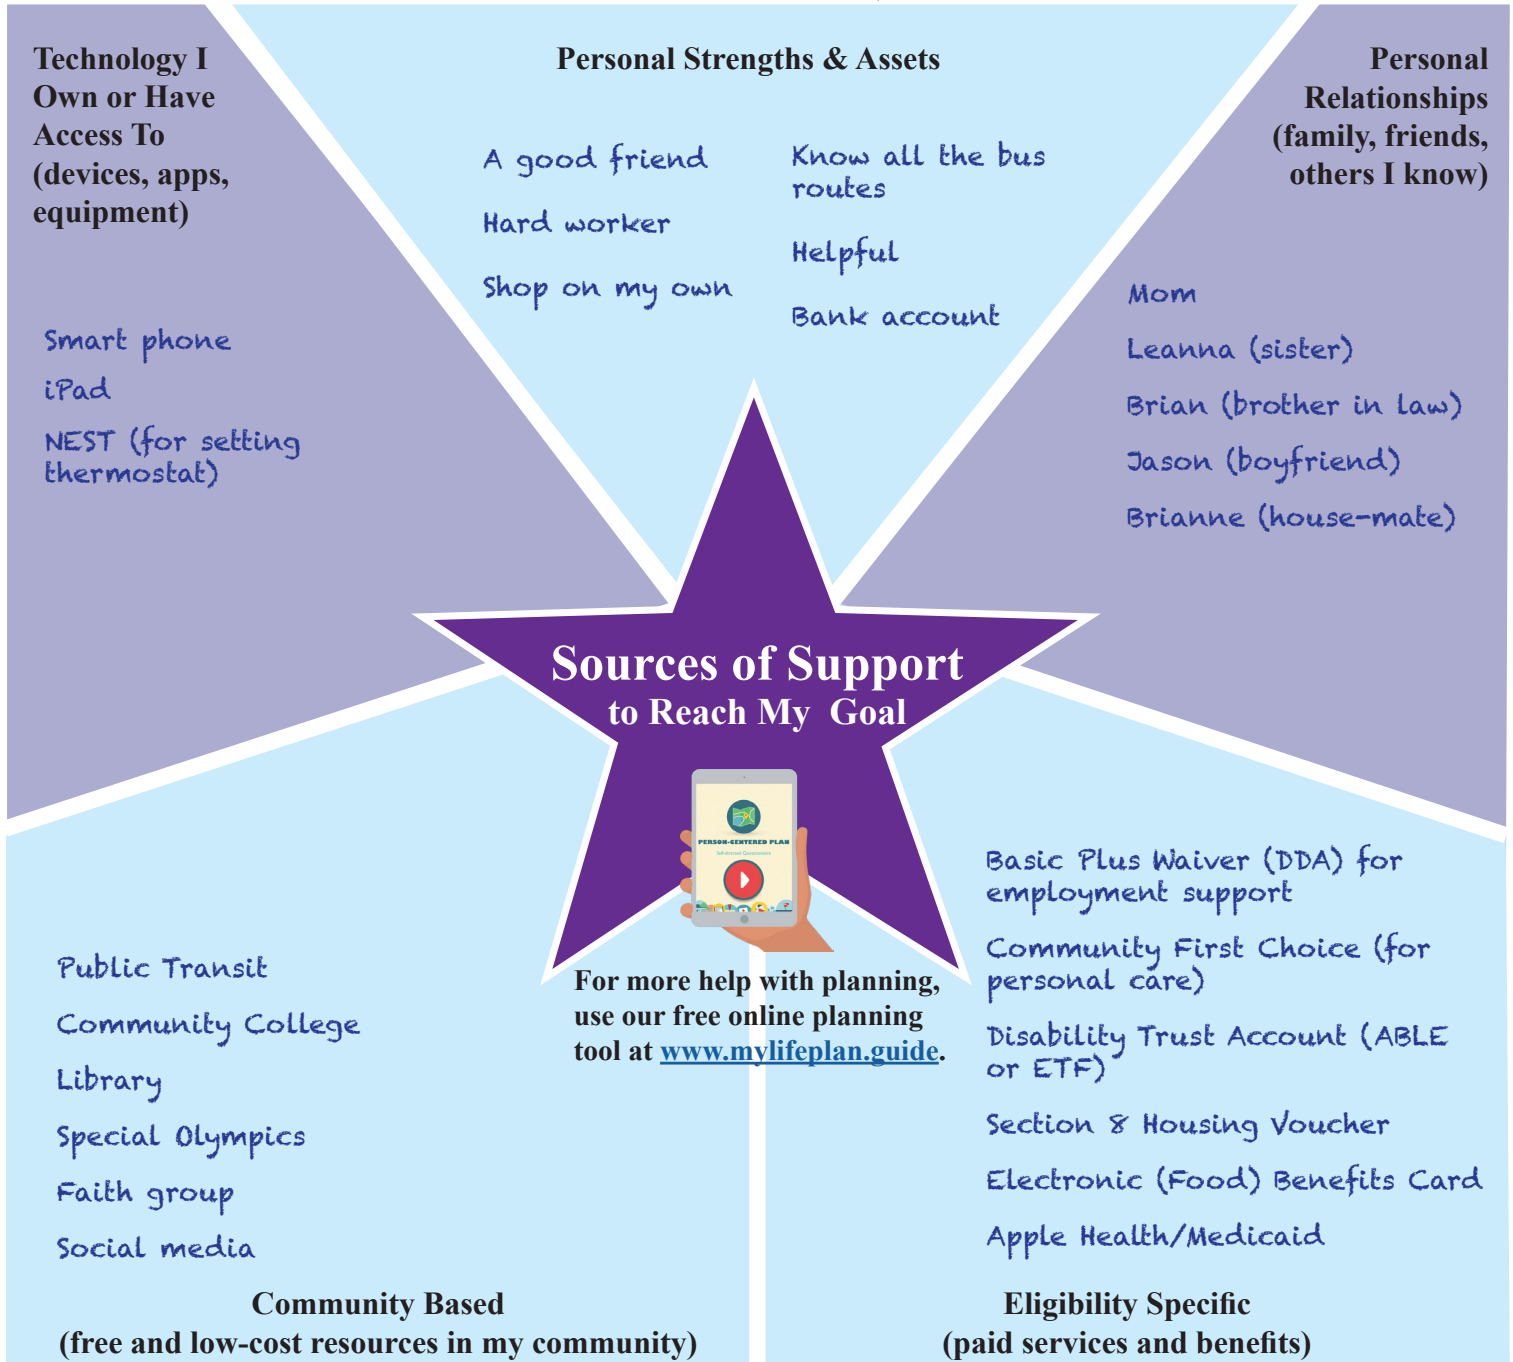 Technology I
Own or Have
Access To
(devices, apps,
equipment)
Smart phone
iPad
NEST (for setting
thermostat)
Personal Strengths & Assets
A good friend
Hard worker
Shop on my own
Know all the bus
routes
Helpful
Bank account
Personal
Relationships
(family, friends,
others I know)
Mom
Leanna (sister)
Brian (brother in law)
Jason (boyfriend)
Brianne (house-mate)
Sources of Support
to Reach My Goal
PERSON-CENTERED PLAN
For more help with planning,
use our free online planning
tool at www.mylifeplan.guide.
Public Transit
Community College
Library
Special Olympics
Faith group
Social media
Community Based
(free and low-cost resources in my community)
Basic Plus Waiver (DDA) for
employment support
Community First Choice (for
personal care)
Disability Trust Account (ABLE
or ETF)
Section 8 Housing Voucher
Electronic (Food) Benefits Card
Apple Health/Medicaid
Eligibility Specific
(paid services and benefits)